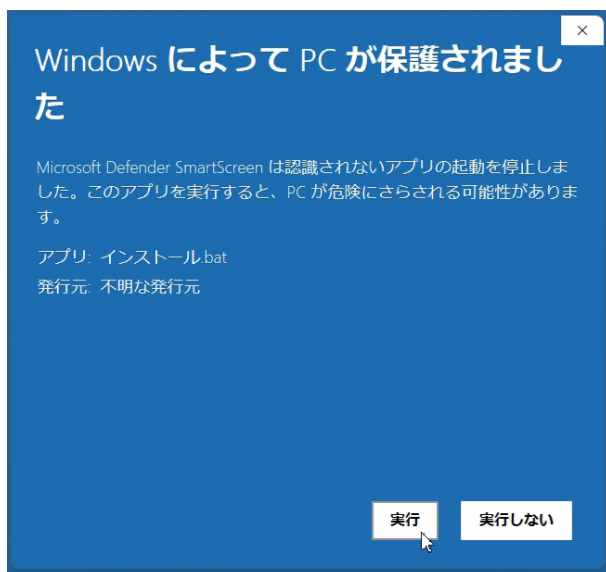 Windows によって PC が保護されまし
た
Microsoft Defender SmartScreen は認識されないアプリの起動を停止しま
した。このアプリを実行すると、PC が危険にさらされる可能性がありま
す。
アプリ: インストール.bat
発行元: 不明な発行元
実行 実行しない